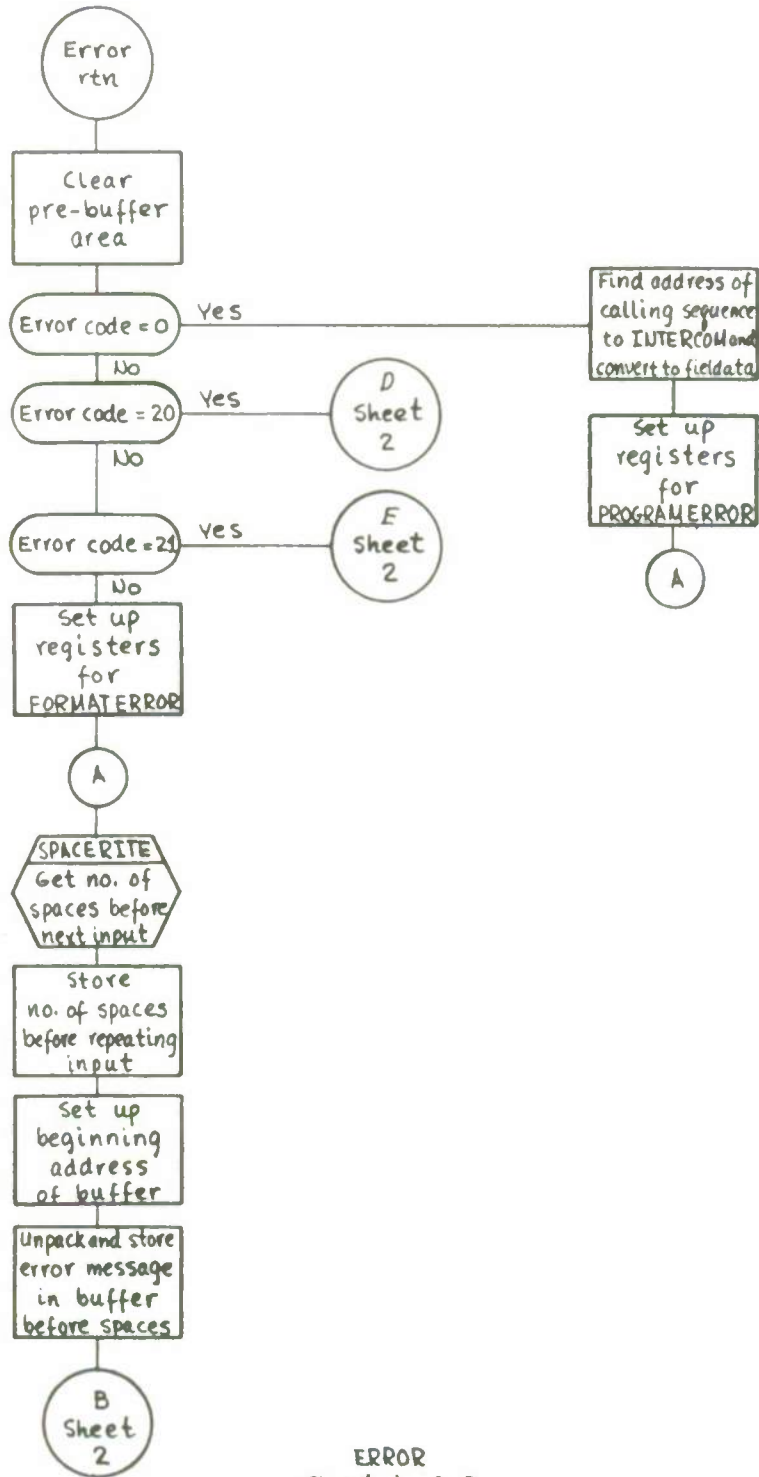 Error
rtn
Clear
pre-buffer
area
Error code = 0
Yes
No
Find address of
calling sequence
to INTERCOM and
convert to fieldata
Set up
registers
for
PROGRAM ERROR
A
Error code = 20
Yes
No
D
Sheet
2
Error code = 21
Yes
No
E
Sheet
2
Set up
registers
for
FORMAT ERROR
A
SPACERITE
Get no. of
spaces before
next input
Store
no. of spaces
before repeating
input
Set up
beginning
address
of buffer
Unpack and store
error message
in buffer
before spaces
B
Sheet
2
ERROR